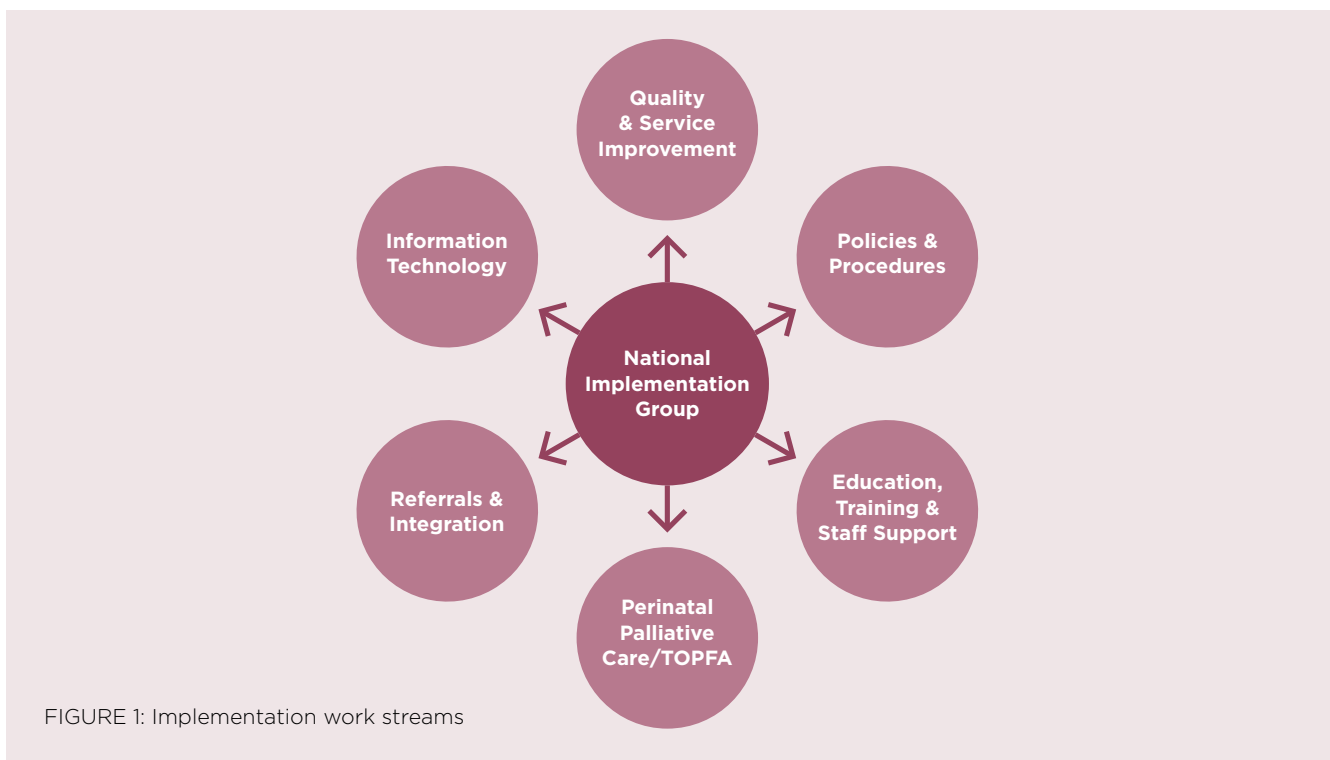 Quality
& Service
Improvement
Information
Technology
Policies &
Procedures
National
Implementation
Group
Referrals &
Integration
Education,
Training &
Staff Support
Perinatal
Palliative
Care/TOPFA
FIGURE 1: Implementation work streams